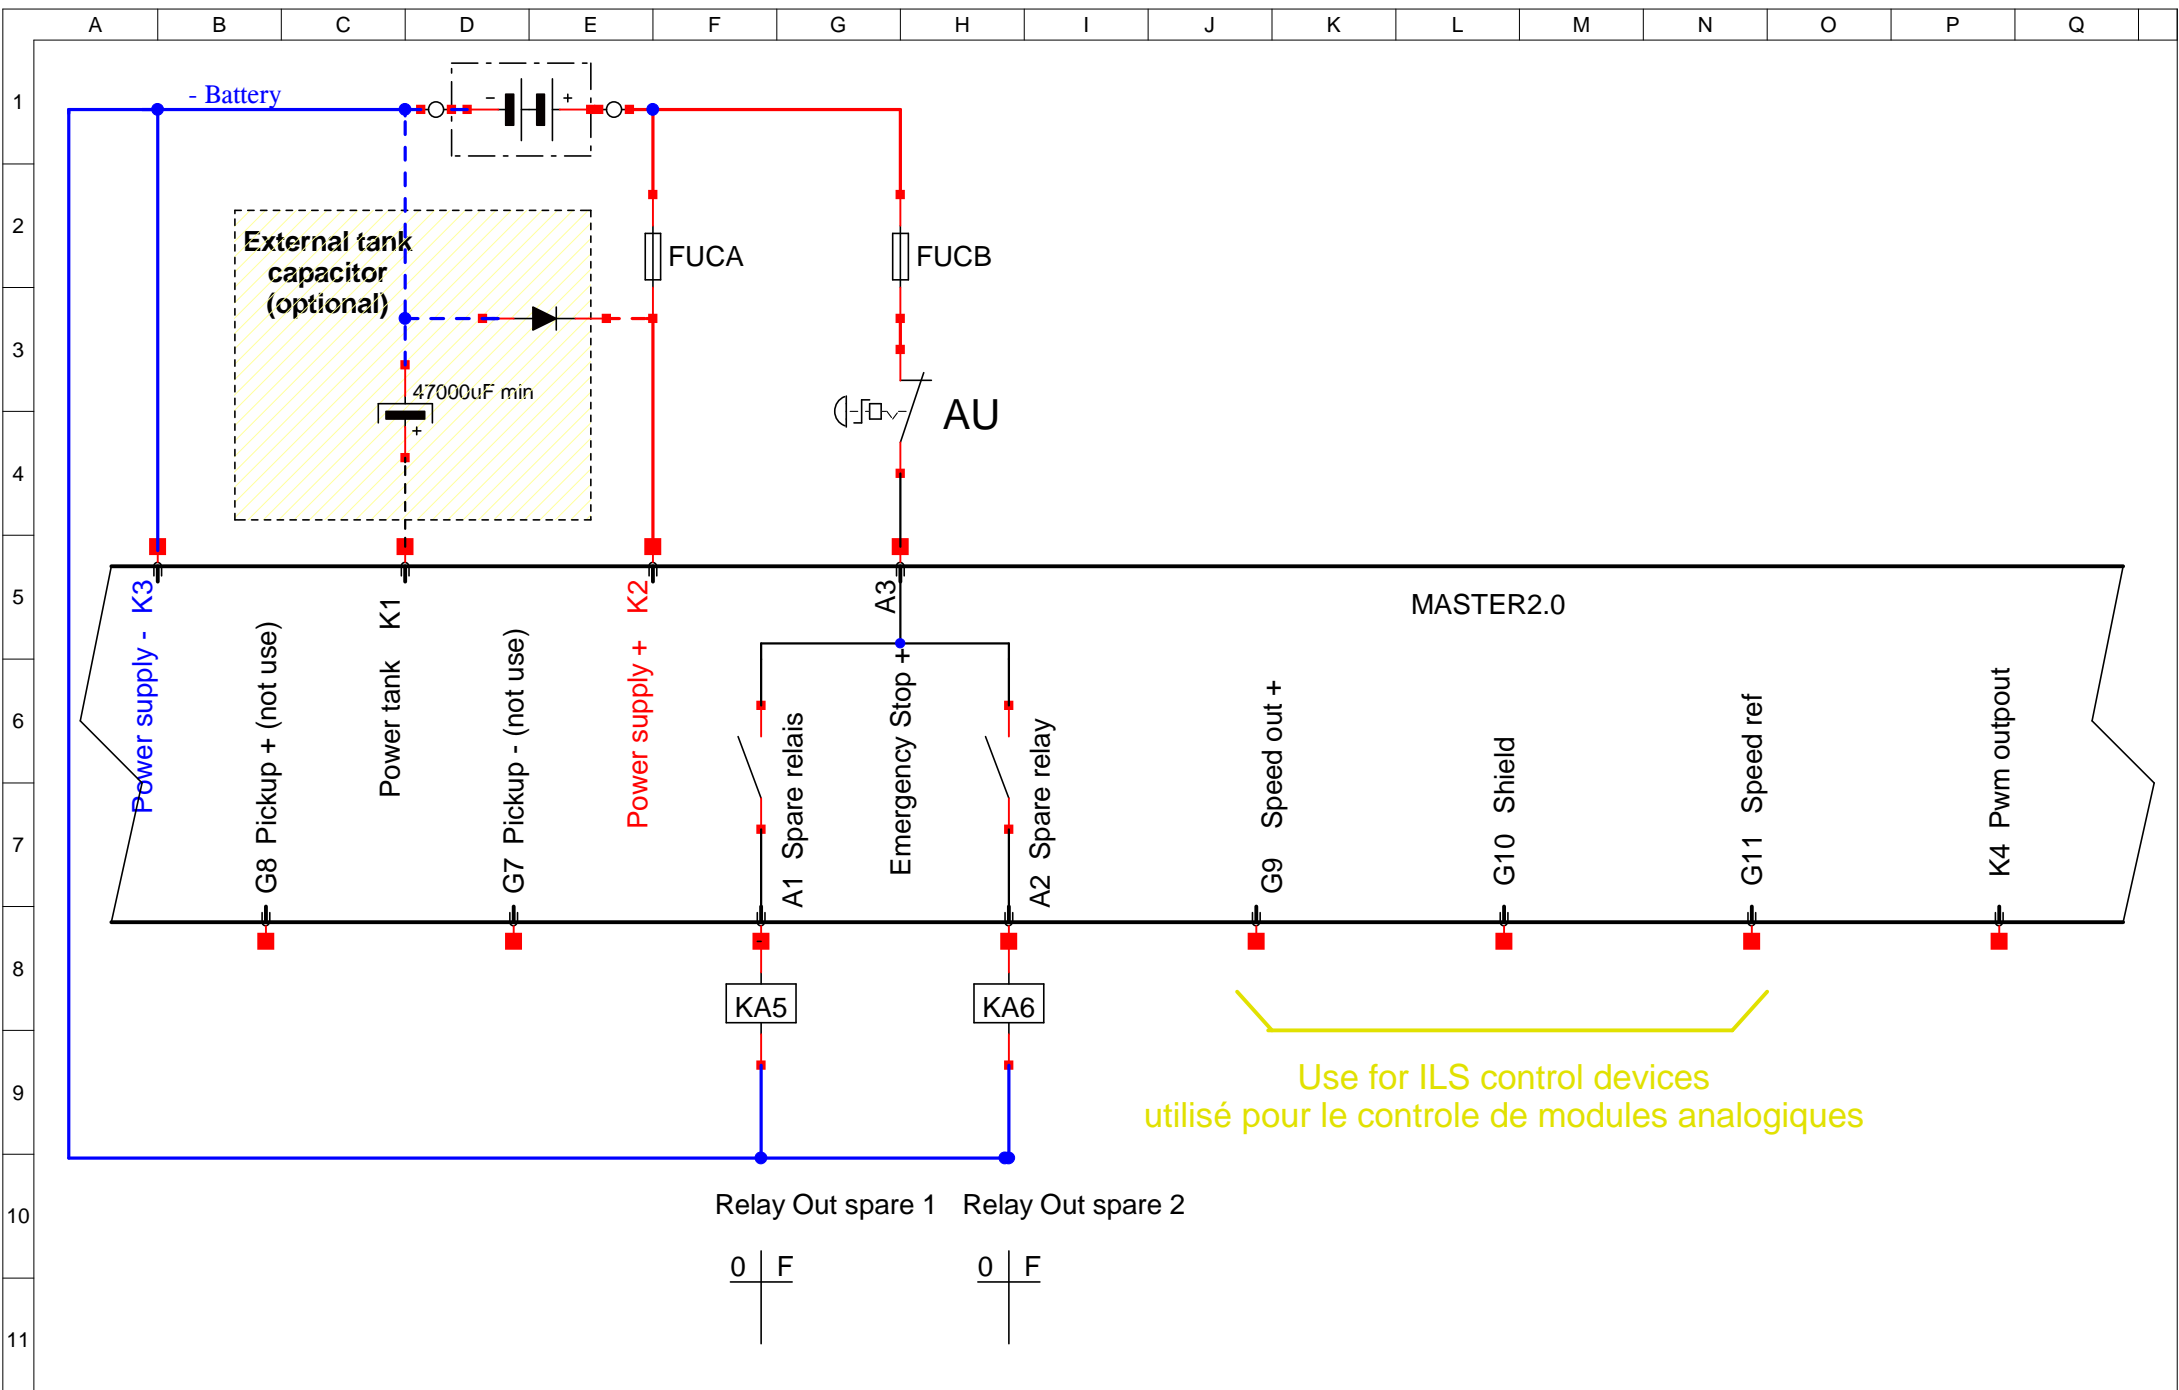 A B C D E F G H I J K L M N O P Q
1
2
3
4
5
6
7
8
9
10
11
- Battery
- +
External tank
capacitor
(optional)
FUCA
FUCB
47000uF min
+
AU
MASTER2.0
Power supply - K3
G8 Pickup + (not use)
Power tank K1
G7 Pickup - (not use)
Power supply + K2
A1 Spare relais
Emergency Stop + A3
A2 Spare relay
G9 Speed out +
G10 Shield
G11 Speed ref
K4 Pwm outpout
KA5
KA6
Use for ILS control devices
utilisé pour le controle de modules analogiques
Relay Out spare 1 Relay Out spare 2
0 F 0 F